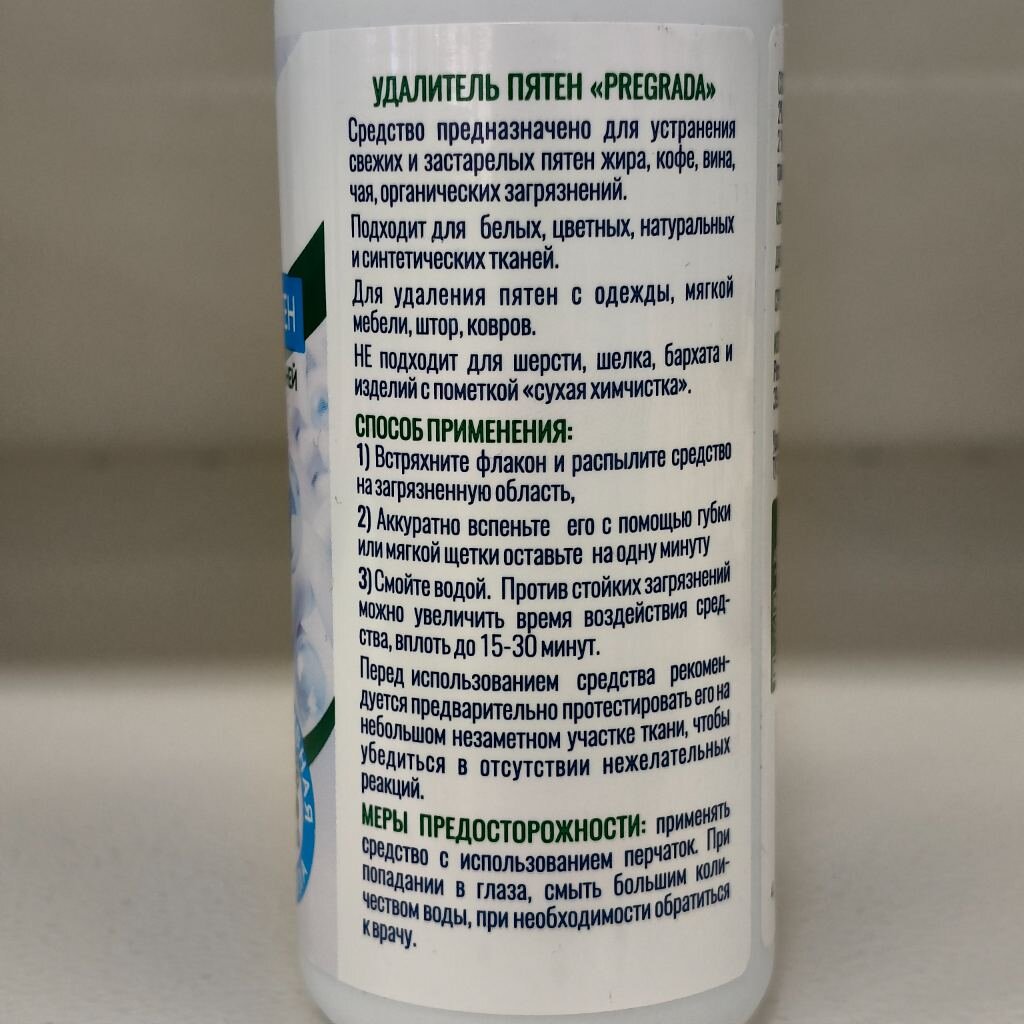 УДАЛИТЕЛЬ ПЯТЕН «PREGRADA»
Средство предназначено для устранения
свежих и застарелых пятен жира, кофе, вина,
чая, органических загрязнений.
Подходит для белых, цветных, натуральных
и синтетических тканей.
Для удаления пятен с одежды, мягкой
мебели, штор, ковров.
НЕ подходит для шерсти, шелка, бархата и
изделий с пометкой «сухая химчистка».
СПОСОБ ПРИМЕНЕНИЯ:
1) Встряхните флакон и распылите средство
на загрязненную область,
2) Аккуратно вспеньте его с помощью губки
или мягкой щетки оставьте на одну минуту
3) Смойте водой. Против стойких загрязнений
можно увеличить время воздействия сред-
ства, вплоть до 15-30 минут.
Перед использованием средства рекомен-
дуется предварительно протестировать его на
небольшом незаметном участке ткани, чтобы
убедиться в отсутствии нежелательных
реакций.
МЕРЫ ПРЕДОСТОРОЖНОСТИ: применять
средство с использованием перчаток. При
попадании в глаза, смыть большим коли-
чеством воды, при необходимости обратиться
к врачу.